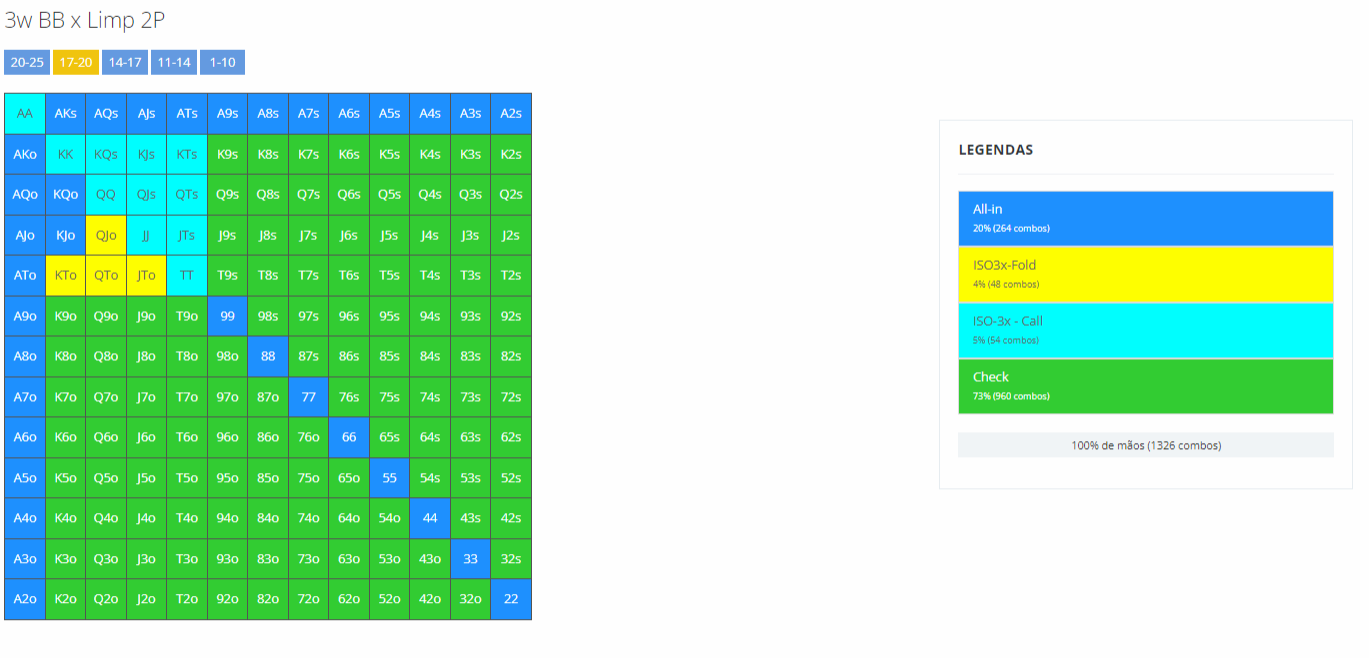 3w BB x Limp 2P
20-25 17-20 14-17 11-14 1-10
AA AKs AQs AJs ATs A9s A8s A7s A6s A5s A4s A3s A2s
AKo KK KQs KJs KTs K9s K8s K7s K6s K5s K4s K3s K2s
AQo KQo QQ QJs QTs Q9s Q8s Q7s Q6s Q5s Q4s Q3s Q2s
AJo KJo QJo JJ JTs J9s J8s J7s J6s J5s J4s J3s J2s
ATo KTo QTo JTo TT T9s T8s T7s T6s T5s T4s T3s T2s
A9o K9o Q9o J9o T9o 99 98s 97s 96s 95s 94s 93s 92s
A8o K8o Q8o J8o T8o 98o 88 87s 86s 85s 84s 83s 82s
A7o K7o Q7o J7o T7o 97o 87o 77 76s 75s 74s 73s 72s
A6o K6o Q6o J6o T6o 96o 86o 76o 66 65s 64s 63s 62s
A5o K5o Q5o J5o T5o 95o 85o 75o 65o 55 54s 53s 52s
A4o K4o Q4o J4o T4o 94o 84o 74o 64o 54o 44 43s 42s
A3o K3o Q3o J3o T3o 93o 83o 73o 63o 53o 43o 33 32s
A2o K2o Q2o J2o T2o 92o 82o 72o 62o 52o 42o 32o 22
LEGENDAS
All-in
20% (264 combos)
ISO3x-Fold
4% (48 combos)
ISO-3x - Call
5% (54 combos)
Check
73% (960 combos)
100% de mãos (1326 combos)